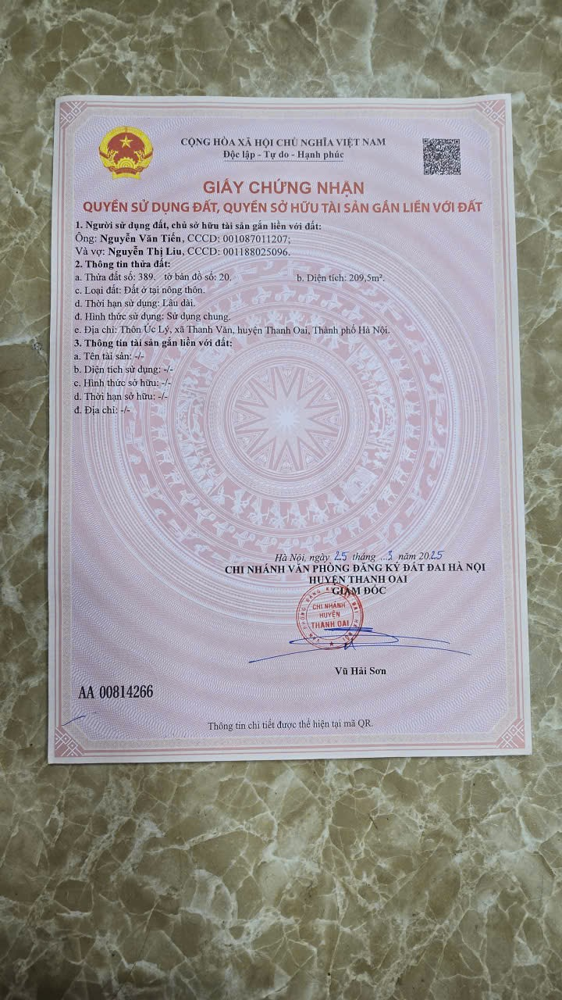 CỘNG HÒA XÃ HỘI CHỦ NGHĨA VIỆT NAM
Độc lập - Tự do - Hạnh phúc
GIẤY CHỨNG NHẬN
QUYỀN SỬ DỤNG ĐẤT, QUYỀN SỞ HỮU TÀI SẢN GẮN LIỀN VỚI ĐẤT
1. Người sử dụng đất, chủ sở hữu tài sản gắn liền với đất:
Ông: Nguyễn Văn Tiến, CCCD: 001087011207;
Và vợ: Nguyễn Thị Liu, CCCD: 001188025096.
2. Thông tin thửa đất:
a. Thửa đất số: 389. tờ bản đồ số: 20. b. Diện tích: 209,5m².
c. Loại đất: Đất ở tại nông thôn.
d. Thời hạn sử dụng: Lâu dài.
đ. Hình thức sử dụng: Sử dụng chung.
e. Địa chỉ: Thôn Úc Lý, xã Thanh Văn, huyện Thanh Oai, Thành phố Hà Nội.
3. Thông tin tài sản gắn liền với đất:
a. Tên tài sản: -/-
b. Diện tích sử dụng: -/-
c. Hình thức sở hữu: -/-
d. Thời hạn sở hữu: -/-
đ. Địa chỉ: -/-
Hà Nội, ngày 25 tháng ...3 năm 2025
CHI NHÁNH VĂN PHÒNG ĐĂNG KÝ ĐẤT ĐAI HÀ NỘI
HUYỆN THANH OAI
GIÁM ĐỐC
CHI NHÁNH
HUYỆN
THANH OAI
Vũ Hải Sơn
AA 00814266
Thông tin chi tiết được thể hiện tại mã QR.